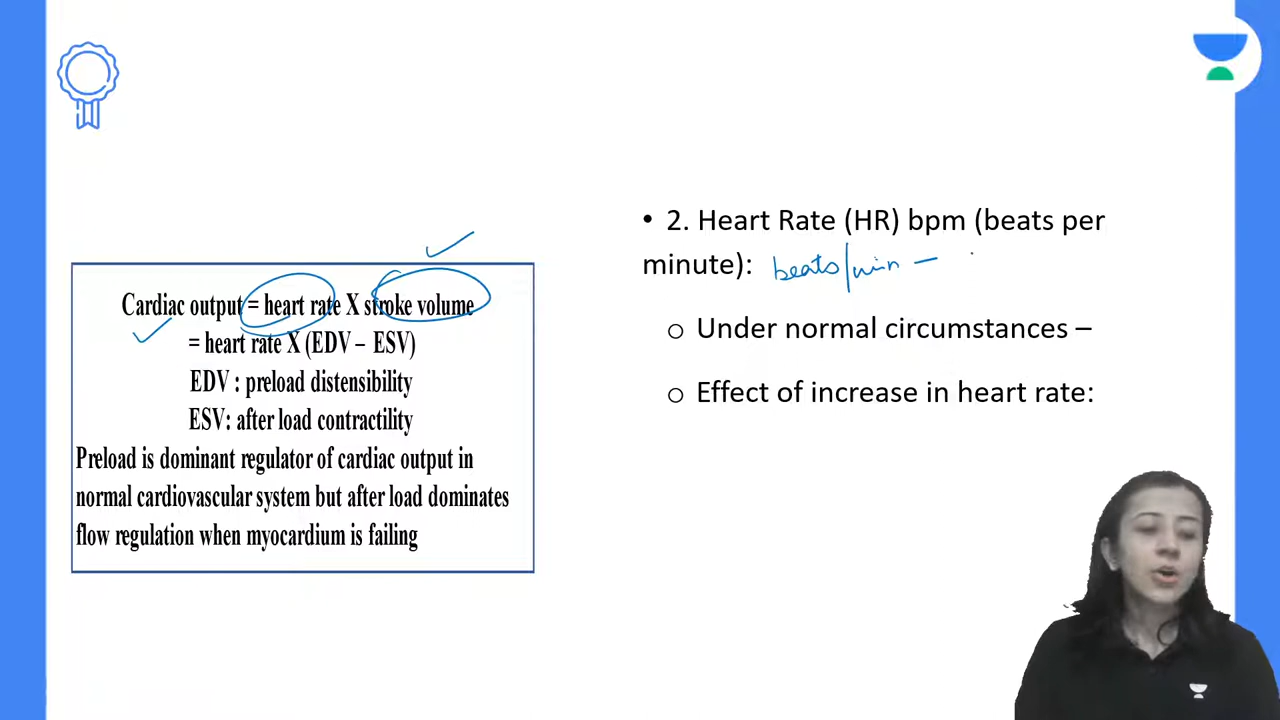 Cardiac output = heart rate X stroke volume
= heart rate X (EDV – ESV)
EDV : preload distensibility
ESV: after load contractility
Preload is dominant regulator of cardiac output in
normal cardiovascular system but after load dominates
flow regulation when myocardium is failing
• 2. Heart Rate (HR) bpm (beats per
minute): beats/min –
o Under normal circumstances –
o Effect of increase in heart rate: